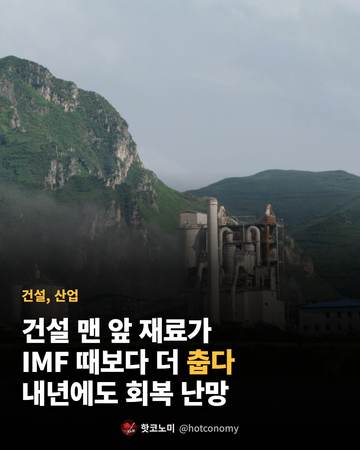 건설, 산업
건설 맨 앞 재료가
IMF 때보다 더 춥다
내년에도 회복 난망
핫코노미 @hotconomy